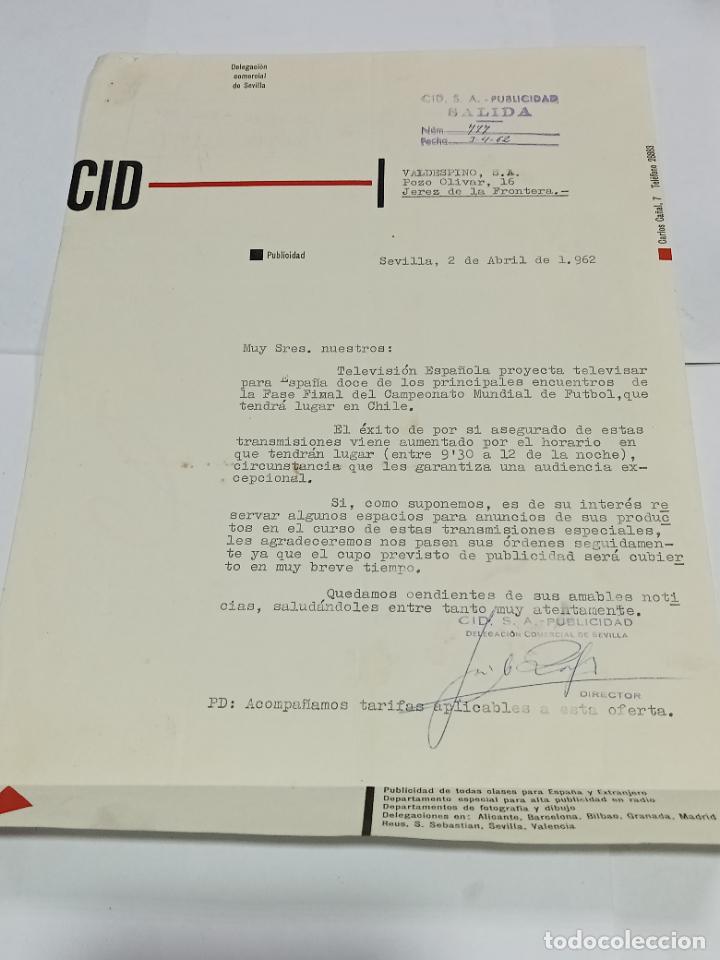 Delegación
comercial
de Sevilla
CID, S. A. - PUBLICIDAD
SALIDA
Núm. 777
Fecha 3-4-62
CID
VALDESPINO, S.A.
Pozo Olivar, 16
Jerez de la Frontera.-
Carlos Cañal, 7 Teléfono 26883
Publicidad
Sevilla, 2 de Abril de 1.962
Muy Sres. nuestros:
Televisión Española proyecta televisar
para España doce de los principales encuentros de
la Fase Fimal del Campeonato Mundial de Futbol,que
tendrá lugar en Chile.
El éxito de por si asegurado de estas
transmisiones viene aumentado por el horario en
que tendrán lugar (entre 9'30 a 12 de la noche),
circunstancia que les garantiza una audiencia ex-
cepcional.
Si, como suponemos, es de su interés re
servar algunos espacios para anuncios de sus produc
tos en el curso de estas transmisiones especiales,
les agradeceremos nos pasen sus órdenes seguidamen-
te ya que el cupo previsto de publicidad será cubier
to en muy breve tiempo.
Quedamos oendientes de sus amables noti
cias, saludándoles entre tanto muy atentamente.
CID, S. A.-PUBLICIDAD
DELEGACIÓN COMERCIAL DE SEVILLA
DIRECTOR
PD: Acompañamos tarifas aplicables a esta oferta.
Publicidad de todas clases para España y Extranjero
Departamento especial para alta publicidad en radio
Departamentos de fotografía y dibujo
Delegaciones en: Alicante, Barcelona, Bilbao, Granada, Madrid
Reus, S. Sebastian, Sevilla, Valencia
todocoleccion